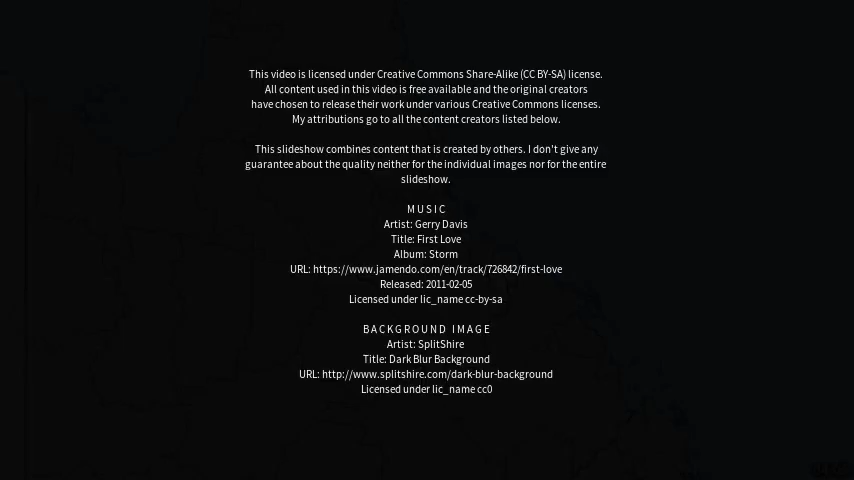 This video is licensed under Creative Commons Share-Alike (CC BY-SA) license.
All content used in this video is free available and the original creators
have chosen to release their work under various Creative Commons licenses.
My attributions go to all the content creators listed below.
This slideshow combines content that is created by others. I don't give any
guarantee about the quality neither for the individual images nor for the entire
slideshow.
MUSIC
Artist: Gerry Davis
Title: First Love
Album: Storm
URL: https://www.jamendo.com/en/track/726842/first-love
Released: 2011-02-05
Licensed under lic_name cc-by-sa
BACKGROUND IMAGE
Artist: SplitShire
Title: Dark Blur Background
URL: http://www.splitshire.com/dark-blur-background
Licensed under lic_name cc0